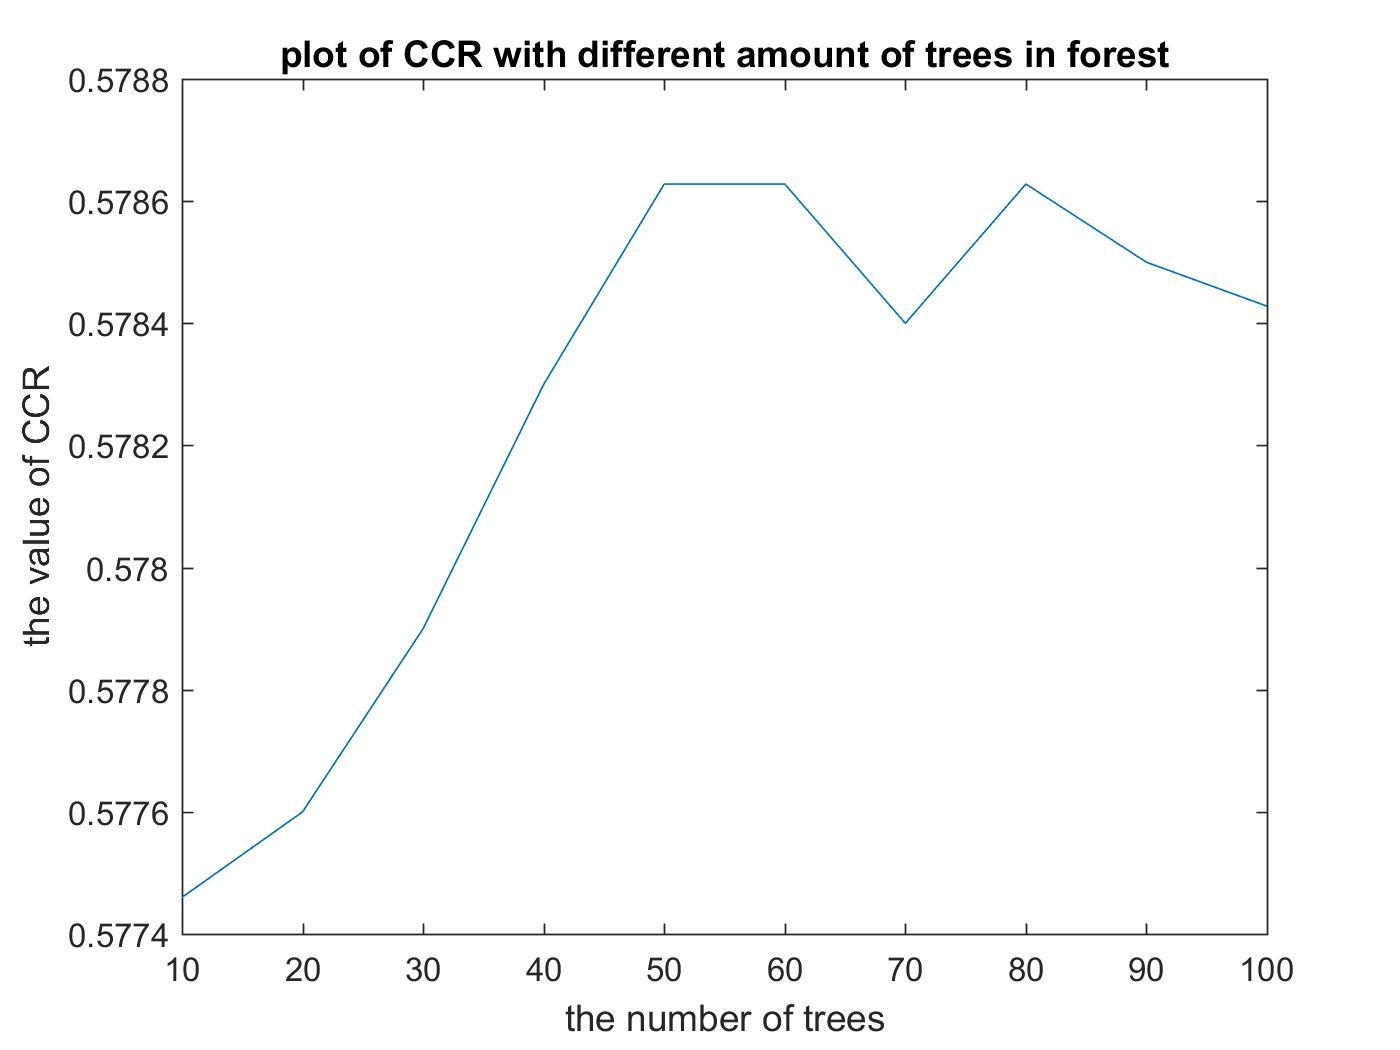 plot of CCR with different amount of trees in forest
0.5788
0.5786
0.5784
0.5782
0.578
0.5778
0.5776
0.5774
the value of CCR
10 20 30 40 50 60 70 80 90 100
the number of trees